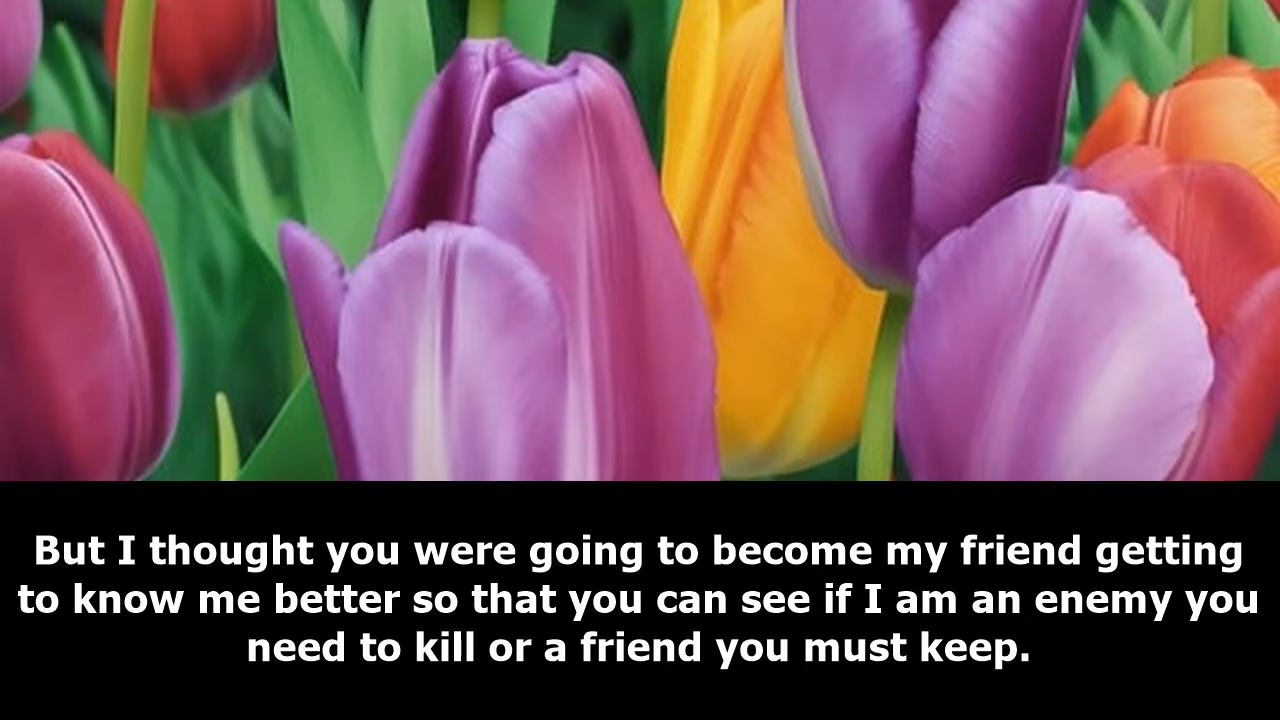 But I thought you were going to become my friend getting
to know me better so that you can see if I am an enemy you
need to kill or a friend you must keep.